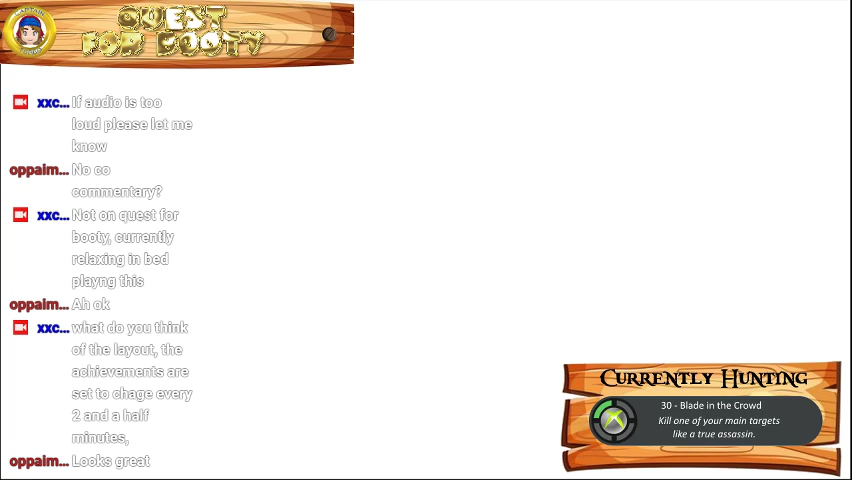 QUEST
FOR BOOTY
xxc... If audio is too
loud please let me
know
oppaim... No co
commentary?
xxc... Not on quest for
booty, currently
relaxing in bed
playng this
oppaim... Ah ok
xxc... what do you think
of the layout, the
achievements are
set to chage every
2 and a half
minutes,
oppaim... Looks great
Currently Hunting
30 - Blade in the Crowd
Kill one of your main targets
like a true assassin.